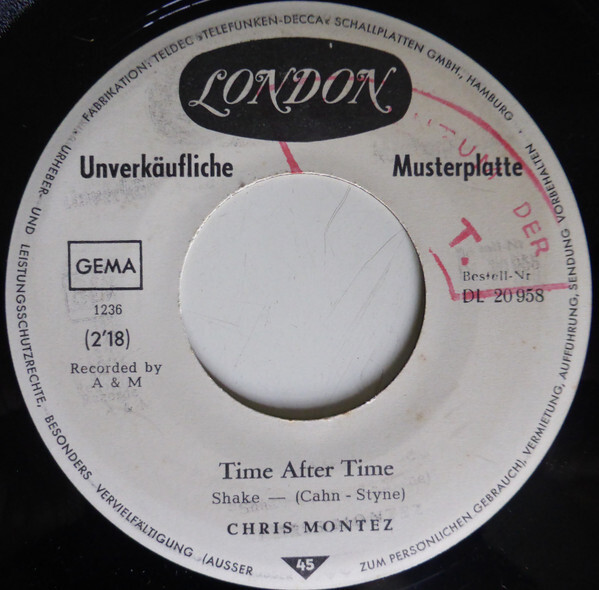 FABRIKATION: TELDEC »TELEFUNKEN-DECCA« SCHALLPLATTEN GMBH., HAMBURG · URHEBER- UND LEISTUNGSSCHUTZRECHTE, BESONDERS VERVIELFÄLTIGUNG (AUSSER ZUM PERSÖNLICHEN GEBRAUCH), VERMIETUNG, AUFFÜHRUNG, SENDUNG VORBEHALTEN ·
LONDON
Unverkäufliche Musterplatte
DER
T.
GEMA
1236
(2'18)
Recorded by
A & M
Bestell-Nr
DL 20 958
Time After Time
Shake — (Cahn - Styne)
CHRIS MONTEZ
45